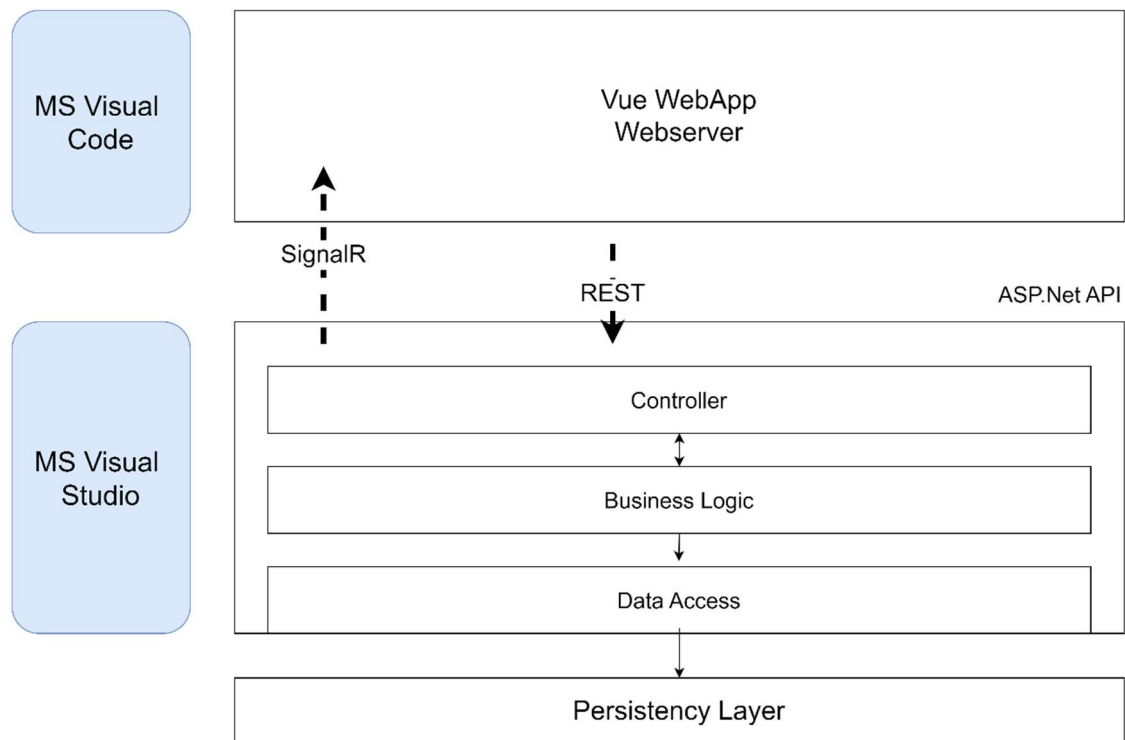 MS Visual
Code
Vue WebApp
Webserver
SignalR
REST
ASP.Net API
MS Visual
Studio
Controller
Business Logic
Data Access
Persistency Layer